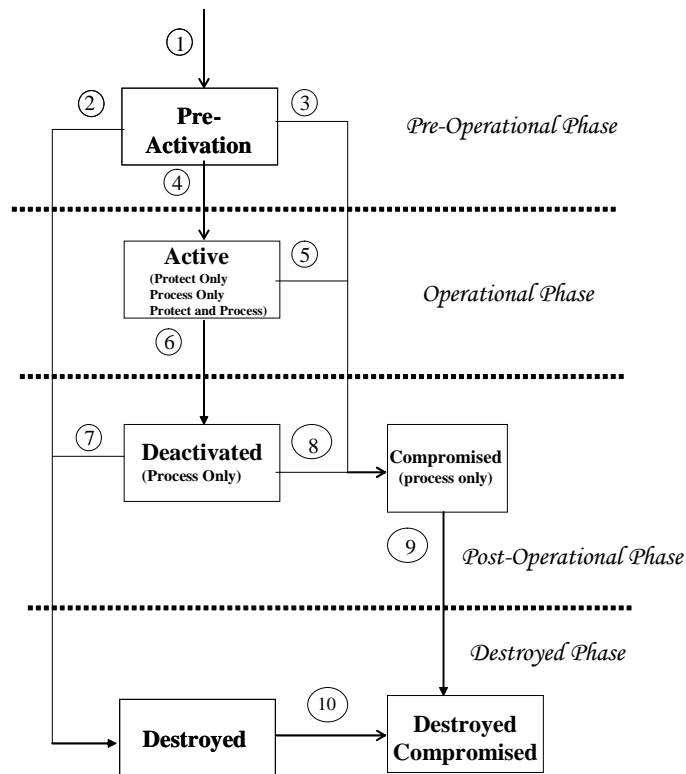 1
2
3
Pre-
Activation
Pre-Operational Phase
4
Active
(Protect Only
Process Only
Protect and Process)
5
Operational Phase
6
7
Deactivated
(Process Only)
8
Compromised
(process only)
9
Post-Operational Phase
Destroyed Phase
Destroyed
10
Destroyed
Compromised